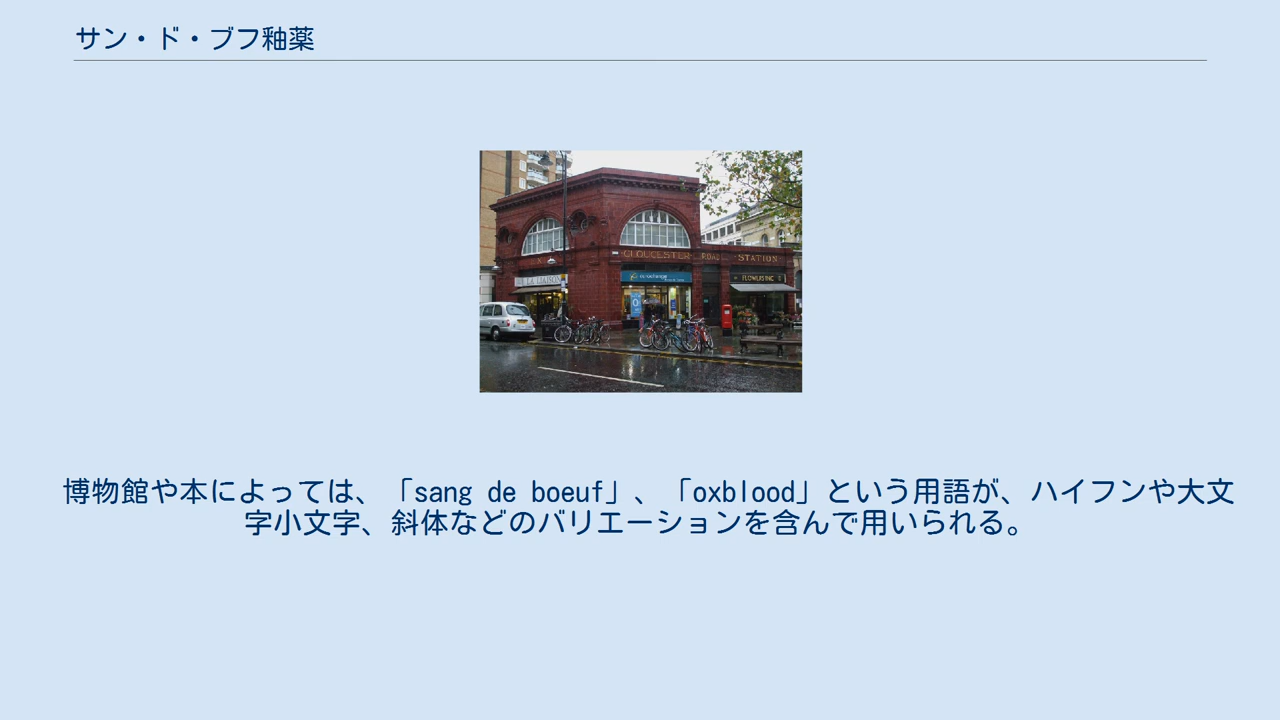 サン・ド・ブフ釉薬
GLOUCESTER ROAD STATION
博物館や本によっては、「sang de boeuf」、「oxblood」という用語が、ハイフンや大文
字小文字、斜体などのバリエーションを含んで用いられる。